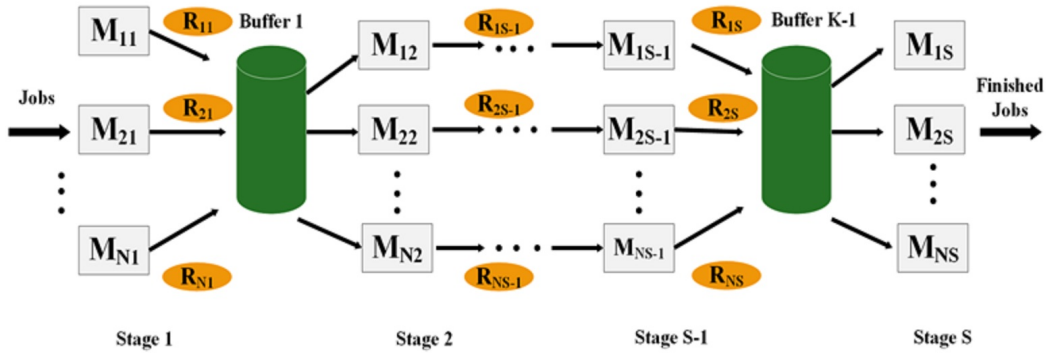 R11 Buffer 1 R1S-1 R1S Buffer K-1
M11 M12 M1S-1 M1S
Jobs R21 R2S-1 R2S Finished
Jobs
M21 M22 M2S-1 M2S
MN1 MN2 MNS-1 MNS
RN1 RNS-1 RNS
Stage 1 Stage 2 Stage S-1 Stage S